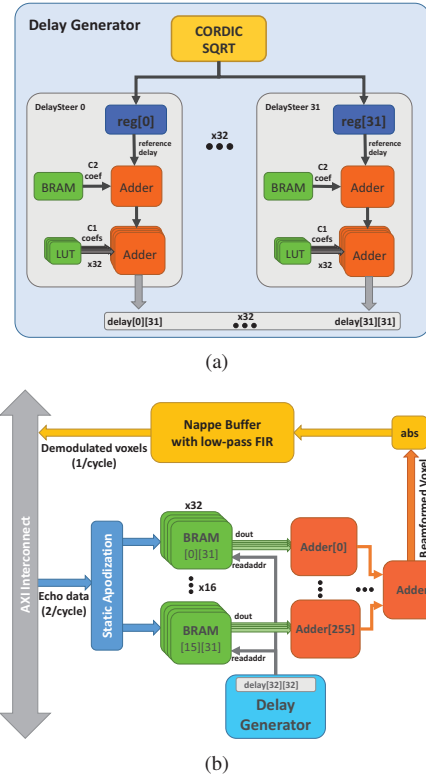 Delay Generator
CORDIC
SQRT
DelaySteer 0
reg[0]
reference
delay
C2
coef
BRAM
Adder
C1
coefs
LUT
x32
Adder
x32
DelaySteer 31
reg[31]
reference
delay
C2
coef
BRAM
Adder
C1
coefs
LUT
x32
Adder
delay[0][31]
x32
delay[31][31]
(a)
AXI Interconnect
Nappe Buffer
with low-pass FIR
abs
Demodulated voxels
(1/cycle)
Beamformed Voxel
Echo data
(2/cycle)
Static Apodization
x32
BRAM
[0][31]
dout
readaddr
Adder[0]
x16
BRAM
[15][31]
dout
readaddr
Adder[255]
Adder
delay[32][32]
Delay
Generator
(b)